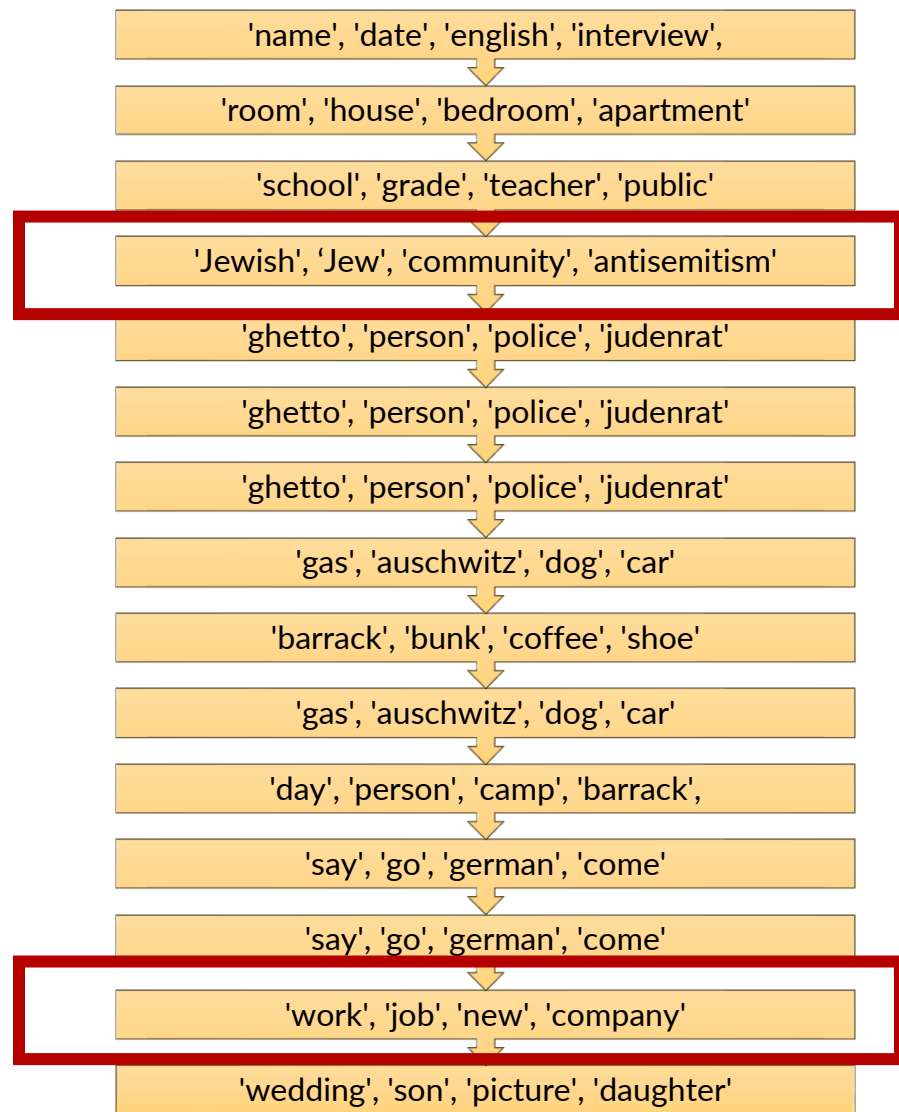 'name', 'date', 'english', 'interview',
'room', 'house', 'bedroom', 'apartment'
'school', 'grade', 'teacher', 'public'
'Jewish', ‘Jew', 'community', 'antisemitism'
'ghetto', 'person', 'police', 'judenrat'
'ghetto', 'person', 'police', 'judenrat'
'ghetto', 'person', 'police', 'judenrat'
'gas', 'auschwitz', 'dog', 'car'
'barrack', 'bunk', 'coffee', 'shoe'
'gas', 'auschwitz', 'dog', 'car'
'day', 'person', 'camp', 'barrack',
'say', 'go', 'german', 'come'
'say', 'go', 'german', 'come'
'work', 'job', 'new', 'company'
'wedding', 'son', 'picture', 'daughter'